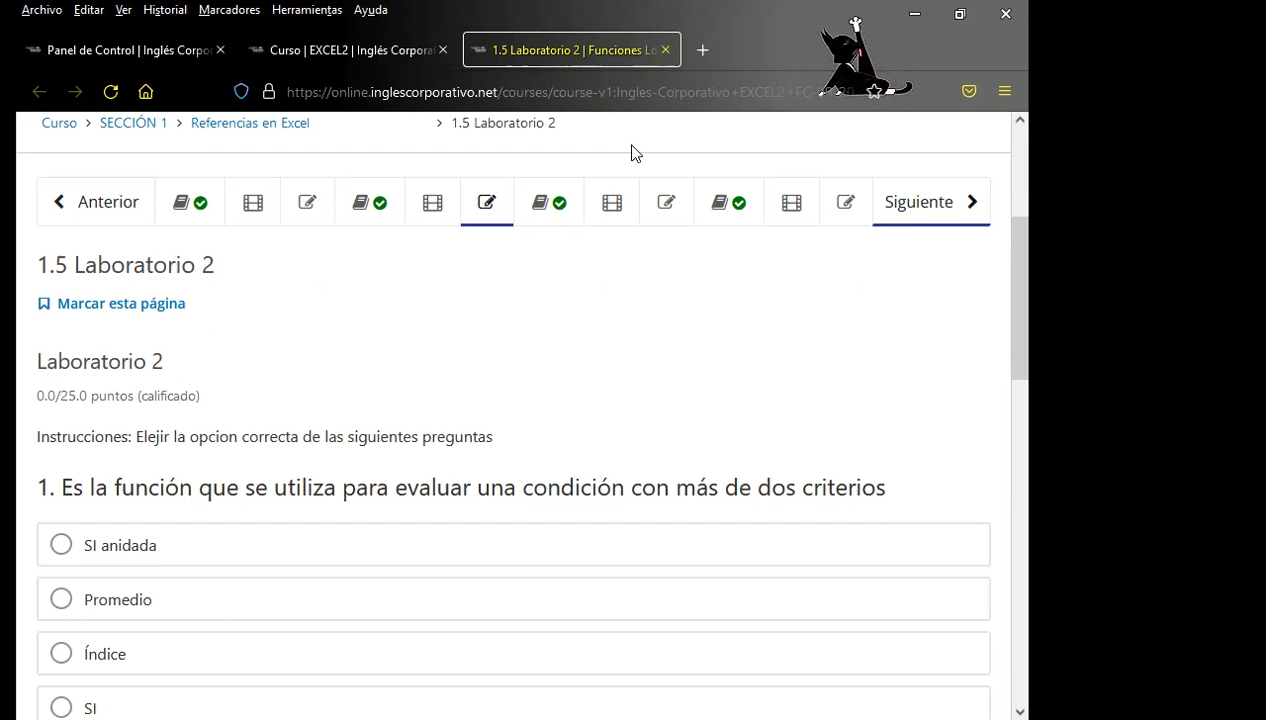 Archivo Editar Ver Historial Marcadores Herramientas Ayuda
Panel de Control | Inglés Corpo
Curso | EXCEL2 | Inglés Corpora
1.5 Laboratorio 2 | Funciones Ló
https://online.inglescorporativo.net/courses/course-v1:Ingles-Corporativo+EXCEL2+FC-
Curso > SECCIÓN 1 > Referencias en Excel > 1.5 Laboratorio 2
Anterior
Siguiente
1.5 Laboratorio 2
Marcar esta página
Laboratorio 2
0.0/25.0 puntos (calificado)
Instrucciones: Elejir la opcion correcta de las siguientes preguntas
1. Es la función que se utiliza para evaluar una condición con más de dos criterios
SI anidada
Promedio
Índice
SI